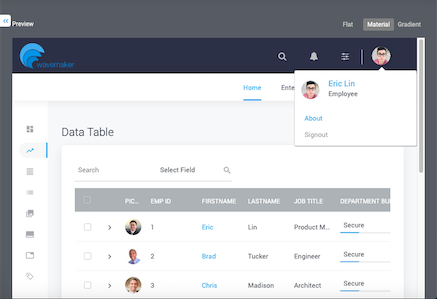 Preview
Flat Material Gradient
wavemaker
Eric Lin
Employee
Home Ente
About
Signout
Data Table
Search Select Field
PIC... EMP ID FIRSTNAME LASTNAME JOB TITLE DEPARTMENT BU
1 Eric Lin Product M... Secure
2 Brad Tucker Engineer Secure
3 Chris Madison Architect Secure